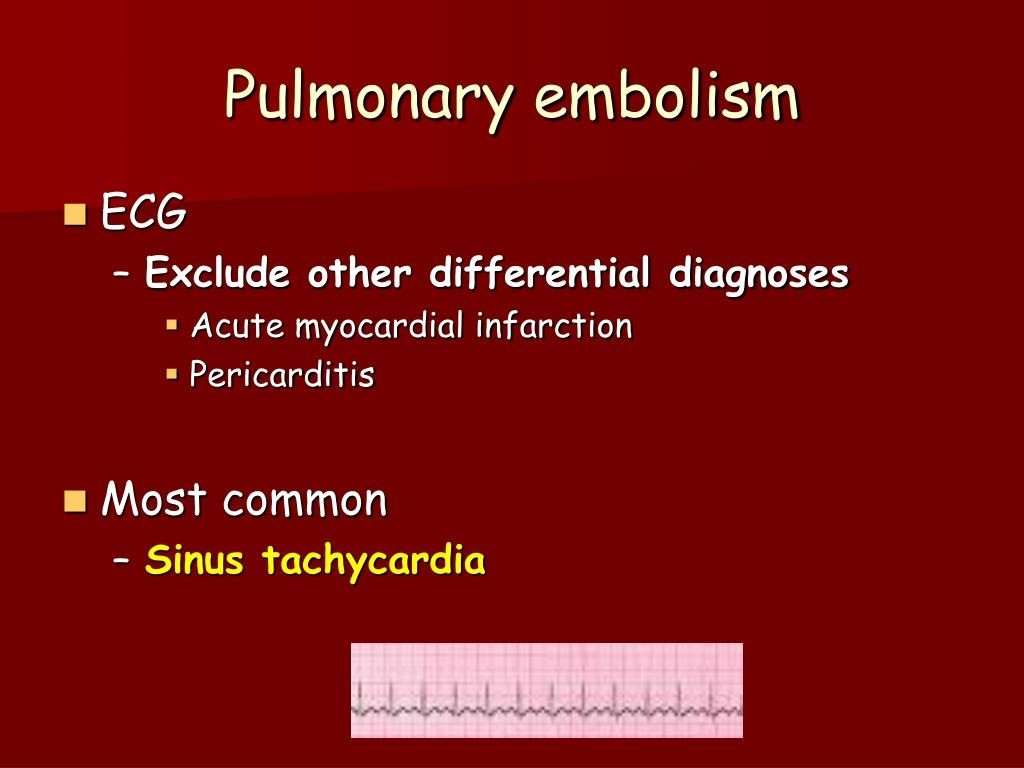 Pulmonary embolism
ECG
– Exclude other differential diagnoses
Acute myocardial infarction
Pericarditis
Most common
– Sinus tachycardia